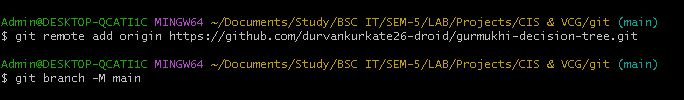 Admin@DESKTOP-QCATI1C MINGW64 ~/Documents/Study/BSC IT/SEM-5/LAB/Projects/CIS & VCG/git (main)
$ git remote add origin https://github.com/durvankurkate26-droid/gurmukhi-decision-tree.git
Admin@DESKTOP-QCATI1C MINGW64 ~/Documents/Study/BSC IT/SEM-5/LAB/Projects/CIS & VCG/git (main)
$ git branch -M main